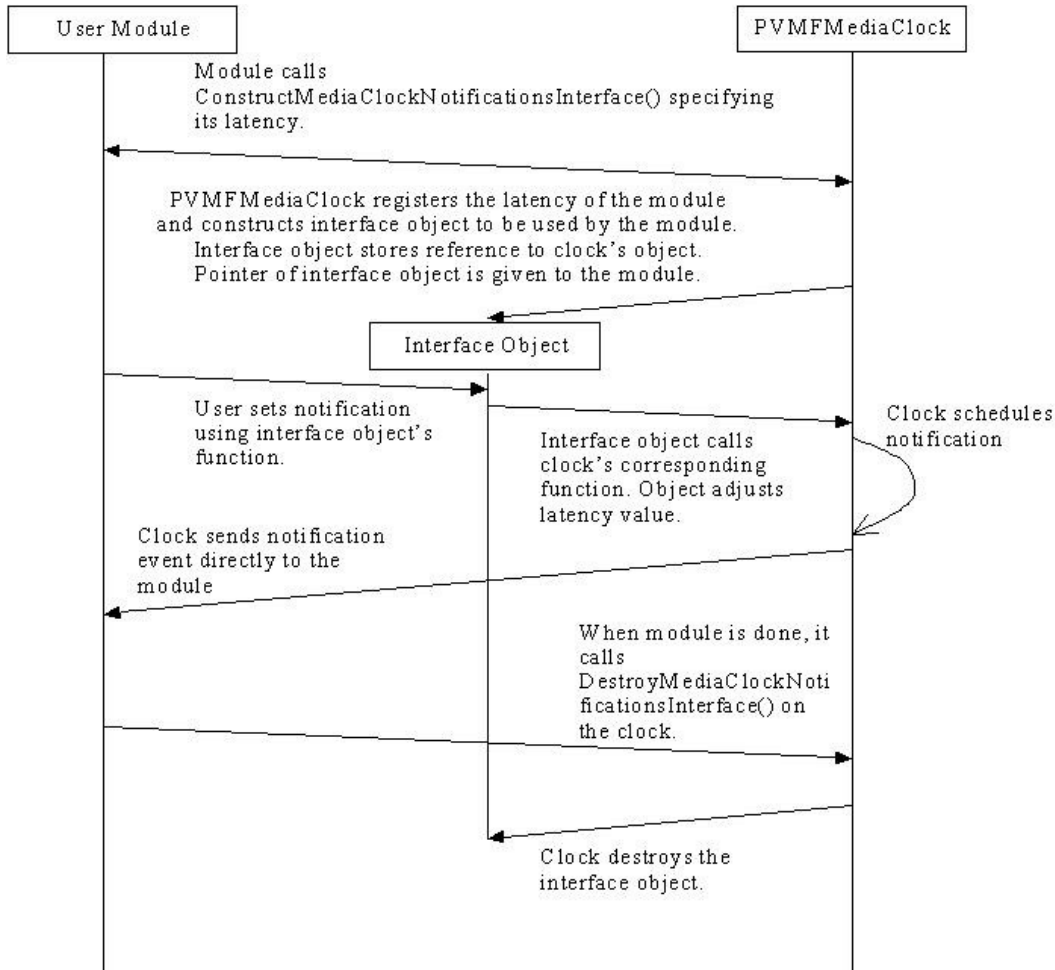 User Module
PVMFMediaClock
Module calls
ConstructMediaClockNotificationsInterface() specifying
its latency.
PVMFMediaClock registers the latency of the module
and constructs interface object to be used by the module.
Interface object stores reference to clock's object.
Pointer of interface object is given to the module.
Interface Object
User sets notification
using interface object's
function.
Interface object calls
clock's corresponding
function. Object adjusts
latency value.
Clock schedules
notification
Clock sends notification
event directly to the
module
When module is done, it
calls
DestroyMediaClockNoti
ficationsInterface() on
the clock.
Clock destroys the
interface object.